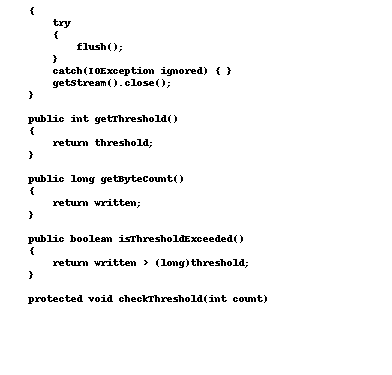 {
try
{
flush();
}
catch(IOException ignored) { }
getStream().close();
}
public int getThreshold()
{
return threshold;
}
public long getByteCount()
{
return written;
}
public boolean isThresholdExceeded()
{
return written > (long)threshold;
}
protected void checkThreshold(int count)